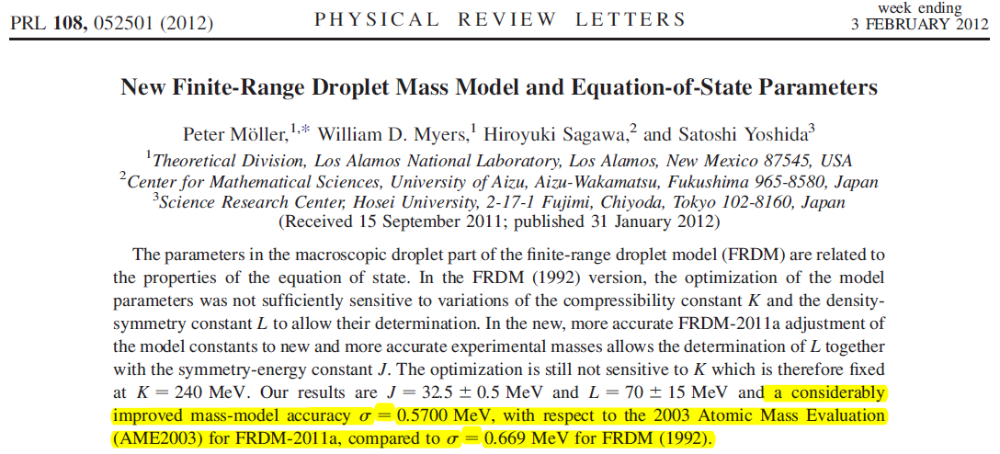 PRL 108, 052501 (2012)
PHYSICAL REVIEW LETTERS
week ending
3 FEBRUARY 2012
New Finite-Range Droplet Mass Model and Equation-of-State Parameters
Peter Möller,1,* William D. Myers,1 Hiroyuki Sagawa,2 and Satoshi Yoshida3
1Theoretical Division, Los Alamos National Laboratory, Los Alamos, New Mexico 87545, USA
2Center for Mathematical Sciences, University of Aizu, Aizu-Wakamatsu, Fukushima 965-8580, Japan
3Science Research Center, Hosei University, 2-17-1 Fujimi, Chiyoda, Tokyo 102-8160, Japan
(Received 15 September 2011; published 31 January 2012)
The parameters in the macroscopic droplet part of the finite-range droplet model (FRDM) are related to
the properties of the equation of state. In the FRDM (1992) version, the optimization of the model
parameters was not sufficiently sensitive to variations of the compressibility constant K and the density-
symmetry constant L to allow their determination. In the new, more accurate FRDM-2011a adjustment of
the model constants to new and more accurate experimental masses allows the determination of L together
with the symmetry-energy constant J. The optimization is still not sensitive to K which is therefore fixed
at K = 240 MeV. Our results are J = 32.5 ± 0.5 MeV and L = 70 ± 15 MeV and a considerably
improved mass-model accuracy σ = 0.5700 MeV, with respect to the 2003 Atomic Mass Evaluation
(AME2003) for FRDM-2011a, compared to σ = 0.669 MeV for FRDM (1992).